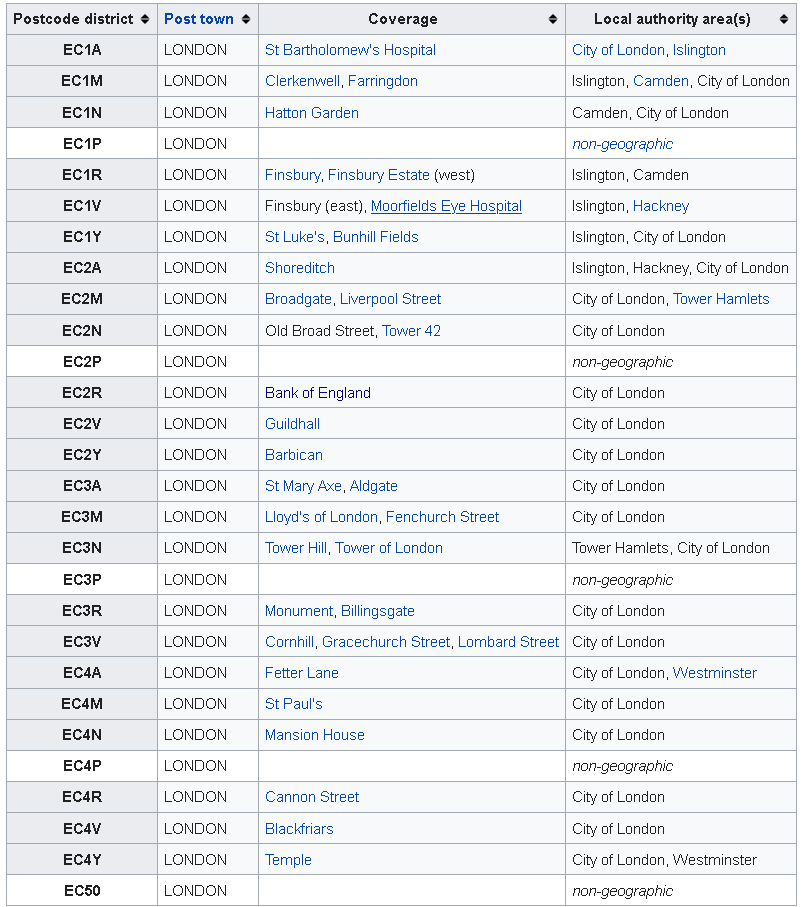 Postcode district Post town Coverage Local authority area(s)
EC1A LONDON St Bartholomew's Hospital City of London, Islington
EC1M LONDON Clerkenwell, Farringdon Islington, Camden, City of London
EC1N LONDON Hatton Garden Camden, City of London
EC1P LONDON non-geographic
EC1R LONDON Finsbury, Finsbury Estate (west) Islington, Camden
EC1V LONDON Finsbury (east), Moorfields Eye Hospital Islington, Hackney
EC1Y LONDON St Luke's, Bunhill Fields Islington, City of London
EC2A LONDON Shoreditch Islington, Hackney, City of London
EC2M LONDON Broadgate, Liverpool Street City of London, Tower Hamlets
EC2N LONDON Old Broad Street, Tower 42 City of London
EC2P LONDON non-geographic
EC2R LONDON Bank of England City of London
EC2V LONDON Guildhall City of London
EC2Y LONDON Barbican City of London
EC3A LONDON St Mary Axe, Aldgate City of London
EC3M LONDON Lloyd's of London, Fenchurch Street City of London
EC3N LONDON Tower Hill, Tower of London Tower Hamlets, City of London
EC3P LONDON non-geographic
EC3R LONDON Monument, Billingsgate City of London
EC3V LONDON Cornhill, Gracechurch Street, Lombard Street City of London
EC4A LONDON Fetter Lane City of London, Westminster
EC4M LONDON St Paul's City of London
EC4N LONDON Mansion House City of London
EC4P LONDON non-geographic
EC4R LONDON Cannon Street City of London
EC4V LONDON Blackfriars City of London
EC4Y LONDON Temple City of London, Westminster
EC50 LONDON non-geographic